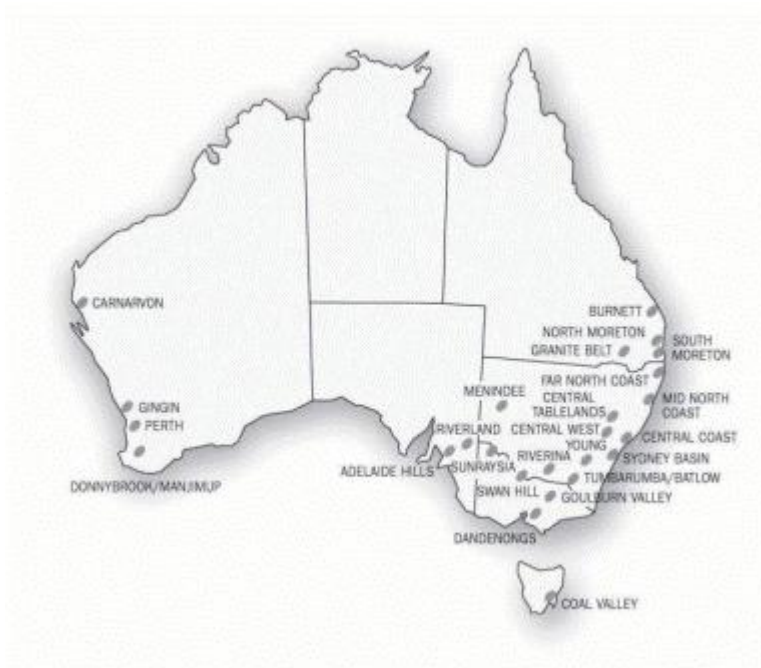 CARNARVON
BURNETT
NORTH MORETON
SOUTH
MORETON
GRANITE BELT
FAR NORTH COAST
MENINDEE
CENTRAL
TABLELANDS
MID NORTH
COAST
GINGIN
PERTH
RIVERLAND
CENTRAL WEST
YOUNG
CENTRAL COAST
ADELAIDE HILLS
SUNRAYSIA
RIVERINA
SYDNEY BASIN
DONNYBROOK/MANJIMUP
TUMBARUMBA/BATLOW
SWAN HILL
GOULBURN VALLEY
DANDENONGS
COAL VALLEY